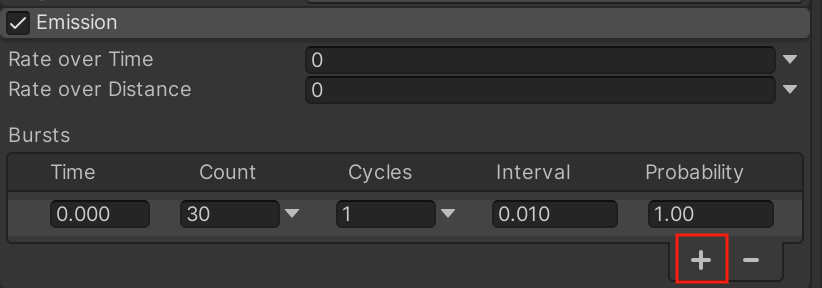 Emission
Rate over Time 0
Rate over Distance 0
Bursts
Time Count Cycles Interval Probability
0.000 30 1 0.010 1.00
+ −